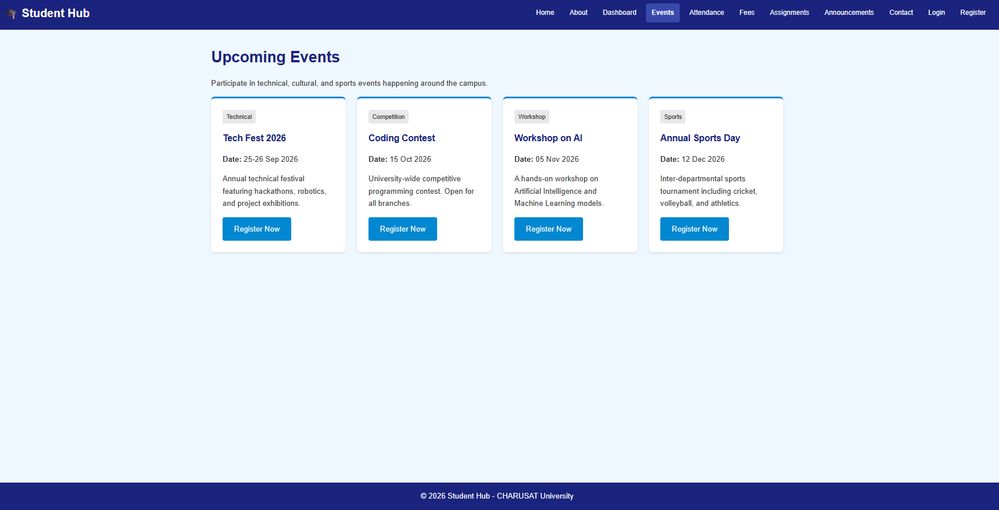 Student Hub
Home About Dashboard Events Attendance Fees Assignments Announcements Contact Login Register
Upcoming Events
Participate in technical, cultural, and sports events happening around the campus.
Technical
Tech Fest 2026
Date: 25-26 Sep 2026
Annual technical festival
featuring hackathons, robotics,
and project exhibitions.
Register Now
Competition
Coding Contest
Date: 15 Oct 2026
University-wide competitive
programming contest. Open for
all branches.
Register Now
Workshop
Workshop on AI
Date: 05 Nov 2026
A hands-on workshop on
Artificial Intelligence and
Machine Learning models.
Register Now
Sports
Annual Sports Day
Date: 12 Dec 2026
Inter-departmental sports
tournament including cricket,
volleyball, and athletics.
Register Now
© 2026 Student Hub - CHARUSAT University